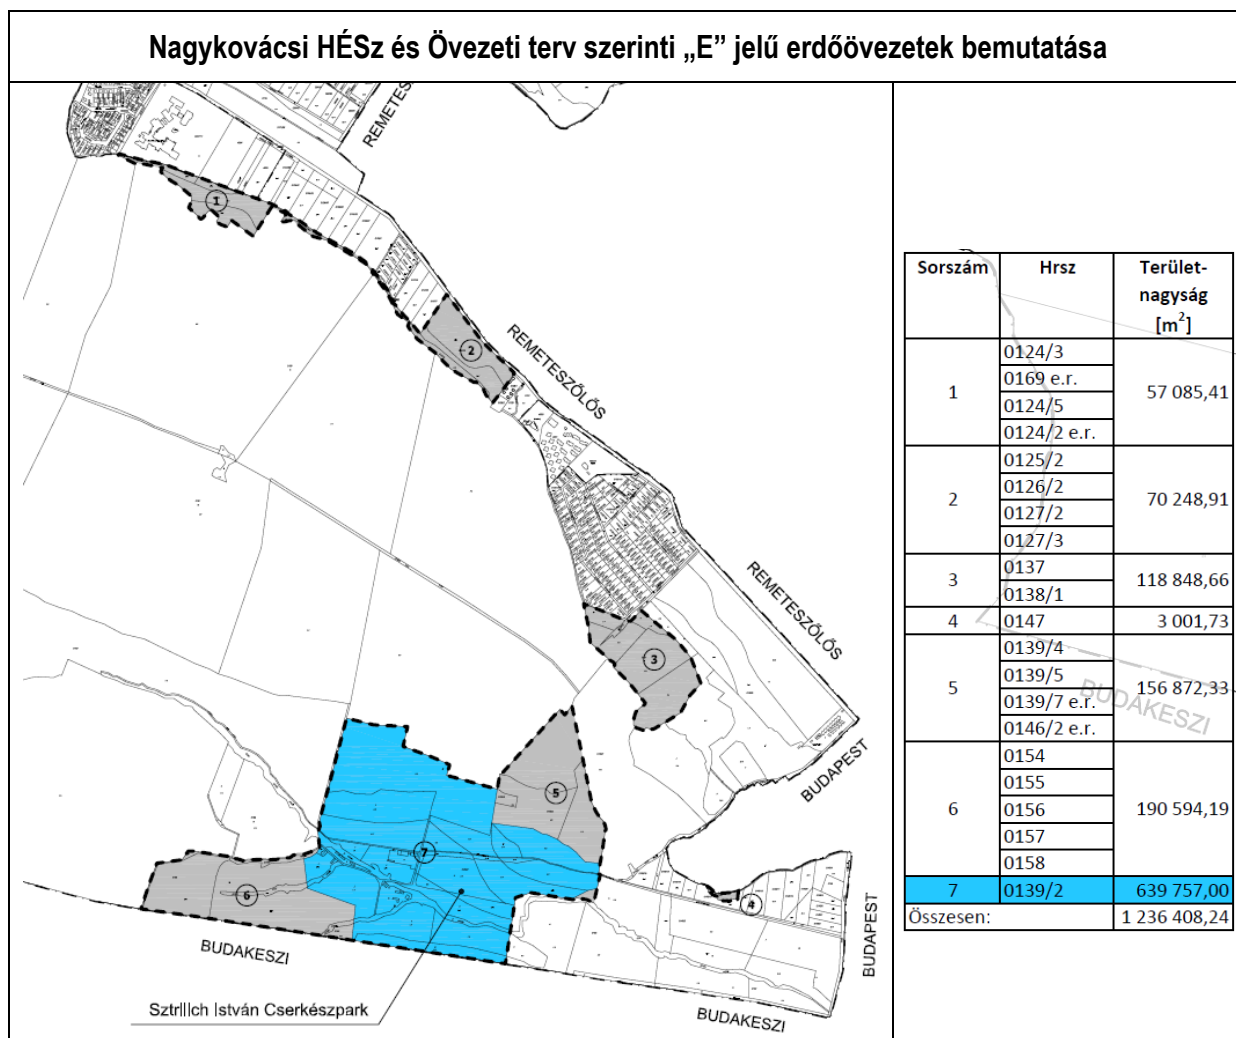 Nagykovácsi HÉSz és Övezeti terv szerinti „E” jelű erdőövezetek bemutatása
REMETES
1
2
REMETESZŐLŐS
REMETESZŐLŐS
3
BUDAPEST
5
7
6
4
BUDAPEST
BUDAKESZI
BUDAKESZI
Sztrilich István Cserkészpark
Sorszám Hrsz Terület-
nagyság
[m²]
1 57 085,41
0124/3
0169 e.r.
0124/5
0124/2 e.r.
2 70 248,91
0125/2
0126/2
0127/2
0127/3
3 118 848,66
0137
0138/1
4 0147 3 001,73
5 156 872,33
0139/4
0139/5
0139/7 e.r.
0146/2 e.r.
BUDAKESZI
6 190 594,19
0154
0155
0156
0157
0158
7 0139/2 639 757,00
Összesen: 1 236 408,24